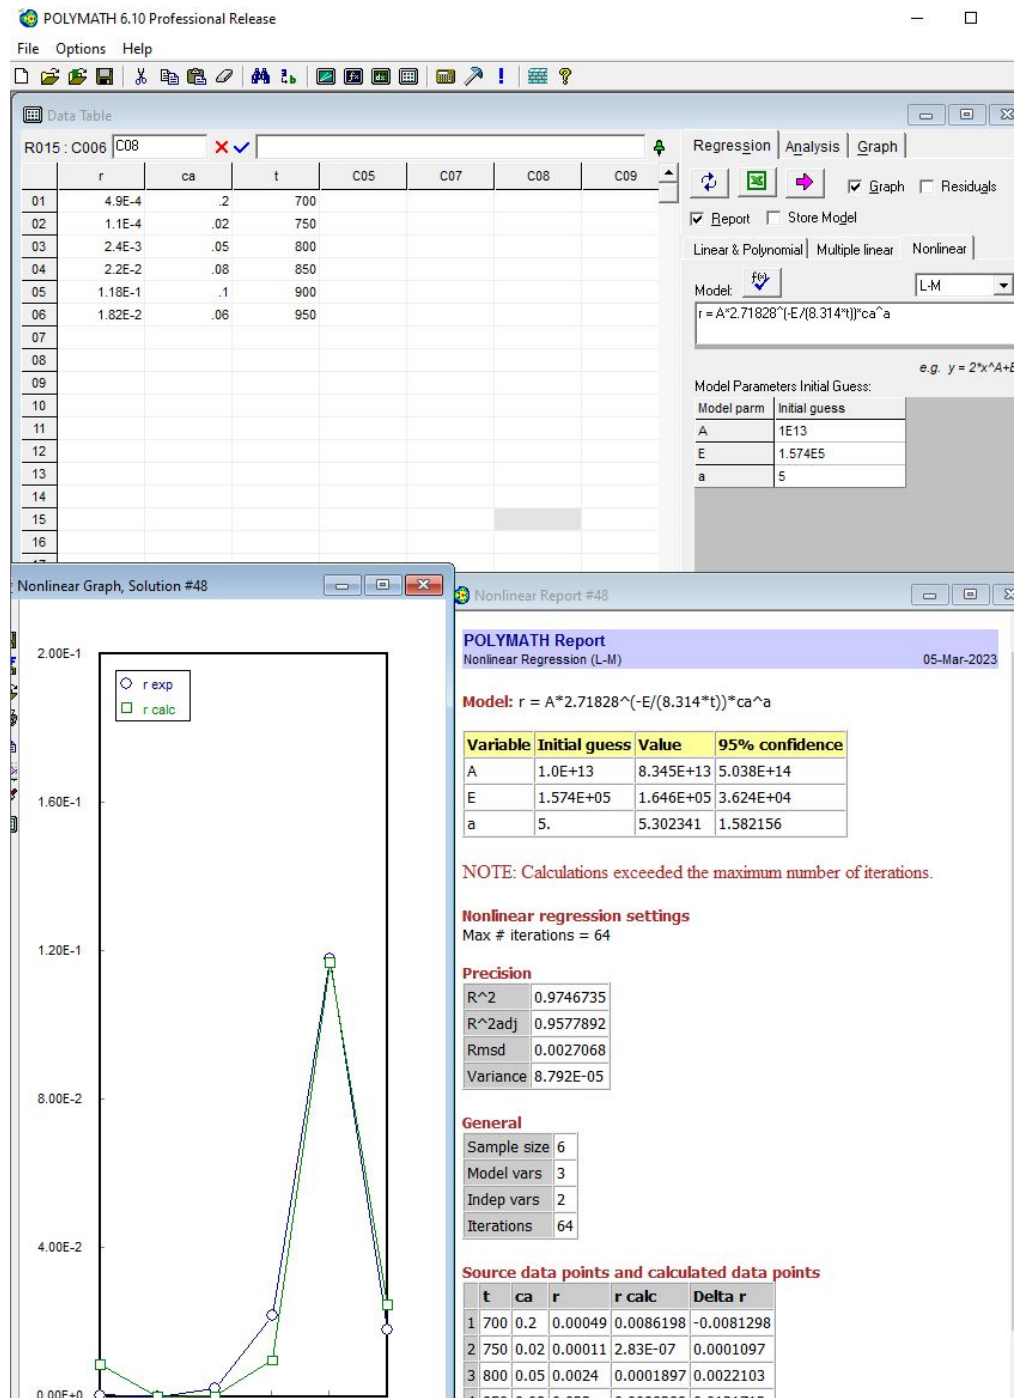 POLYMATH 6.10 Professional Release
File Options Help
Data Table
R015 : C006 C08
r ca t C05 C07 C08 C09
01 4.9E-4 .2 700
02 1.1E-4 .02 750
03 2.4E-3 .05 800
04 2.2E-2 .08 850
05 1.18E-1 .1 900
06 1.82E-2 .06 950
07
08
09
10
11
12
13
14
15
16
Regression Analysis Graph
Graph Residuals
Report Store Model
Linear & Polynomial Multiple linear Nonlinear
Model: L-M
r = A*2.71828^(-E/(8.314*t))*ca^a
e.g. y = 2*x^A+B
Model Parameters Initial Guess:
Model parm Initial guess
A 1E13
E 1.574E5
a 5
Nonlinear Graph, Solution #48
2.00E-1
r exp
r calc
1.60E-1
1.20E-1
8.00E-2
4.00E-2
0.00E+0
Nonlinear Report #48
POLYMATH Report
Nonlinear Regression (L-M) 05-Mar-2023
Model: r = A*2.71828^(-E/(8.314*t))*ca^a
Variable Initial guess Value 95% confidence
A 1.0E+13 8.345E+13 5.038E+14
E 1.574E+05 1.646E+05 3.624E+04
a 5. 5.302341 1.582156
NOTE: Calculations exceeded the maximum number of iterations.
Nonlinear regression settings
Max # iterations = 64
Precision
R^2 0.9746735
R^2adj 0.9577892
Rmsd 0.0027068
Variance 8.792E-05
General
Sample size 6
Model vars 3
Indep vars 2
Iterations 64
Source data points and calculated data points
t ca r r calc Delta r
1 700 0.2 0.00049 0.0086198 -0.0081298
2 750 0.02 0.00011 2.83E-07 0.0001097
3 800 0.05 0.0024 0.0001897 0.0022103